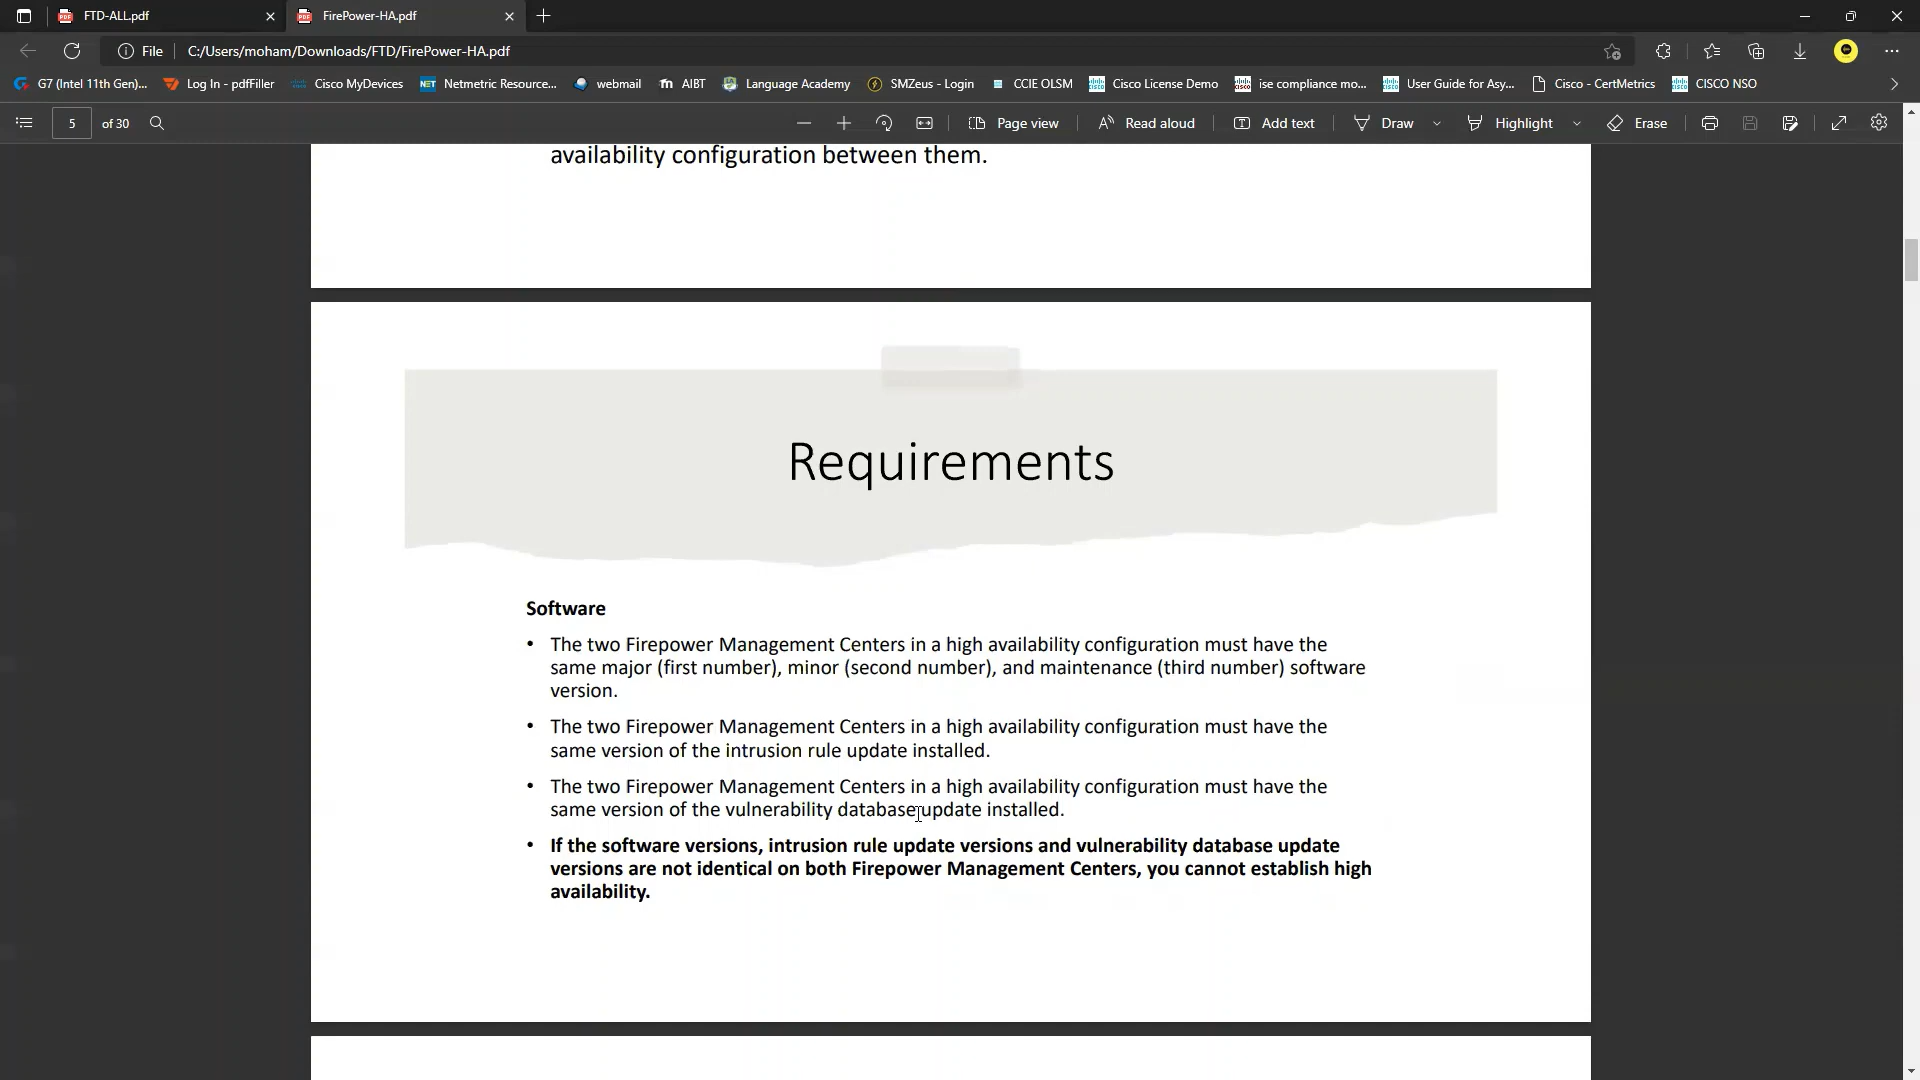 FTD-ALL.pdf
FirePower-HA.pdf
File
C:/Users/moham/Downloads/FTD/FirePower-HA.pdf
G7 (Intel 11th Gen)...
Log In - pdfFiller
Cisco MyDevices
Netmetric Resource...
webmail
AIBT
Language Academy
SMZeus - Login
CCIE OLSM
Cisco License Demo
ise compliance mo...
User Guide for Asy...
Cisco - CertMetrics
CISCO NSO
5 of 30
Page view
Read aloud
Add text
Draw
Highlight
Erase
availability configuration between them.
Requirements
Software
• The two Firepower Management Centers in a high availability configuration must have the
same major (first number), minor (second number), and maintenance (third number) software
version.
• The two Firepower Management Centers in a high availability configuration must have the
same version of the intrusion rule update installed.
• The two Firepower Management Centers in a high availability configuration must have the
same version of the vulnerability database update installed.
• If the software versions, intrusion rule update versions and vulnerability database update
versions are not identical on both Firepower Management Centers, you cannot establish high
availability.